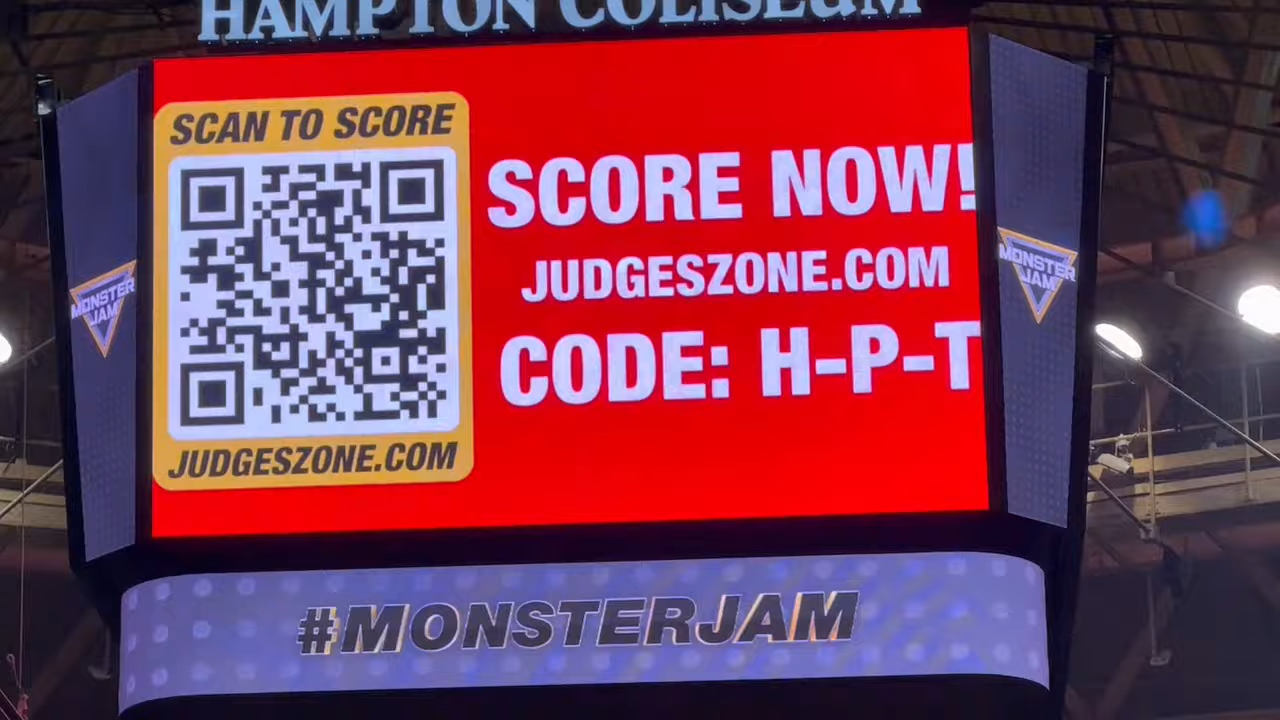 HAMPTON COLISEUM
SCAN TO SCORE
JUDGESZONE.COM
SCORE NOW!
JUDGESZONE.COM
CODE: H-P-T
MONSTER
JAM
MONSTER
JAM
#MONSTERJAM